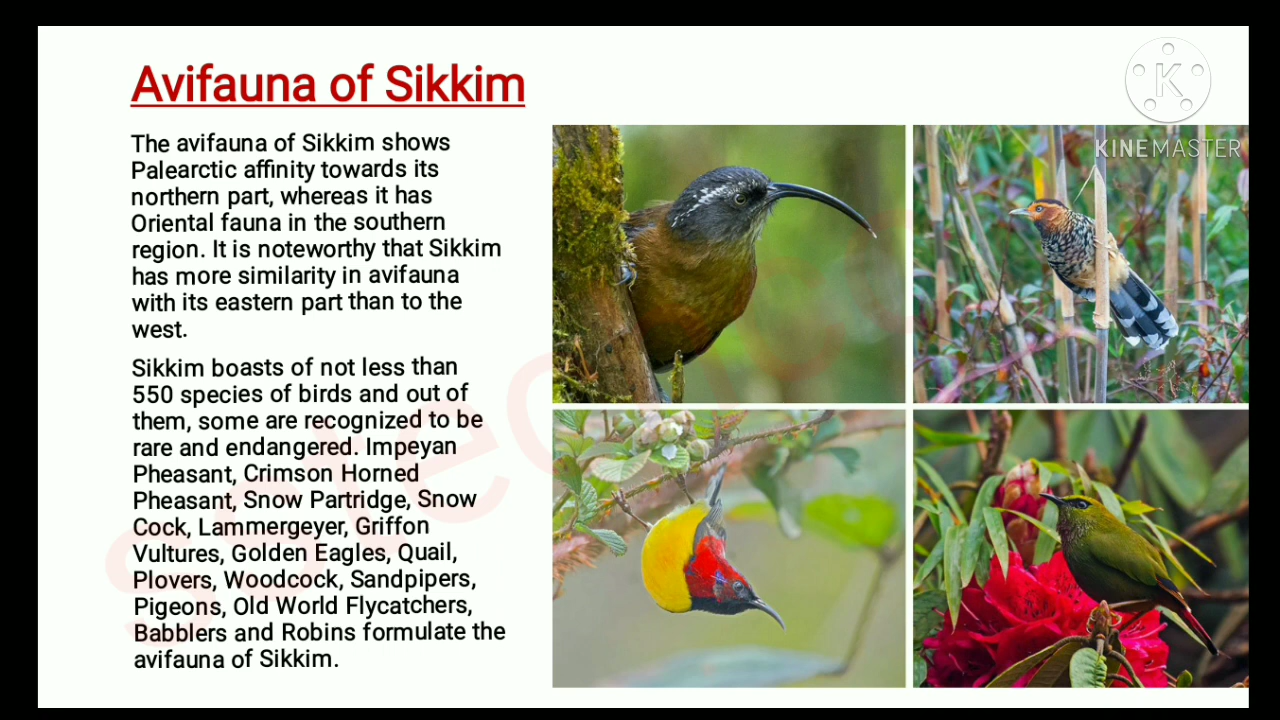 Avifauna of Sikkim
K
KINEMASTER
The avifauna of Sikkim shows
Palearctic affinity towards its
northern part, whereas it has
Oriental fauna in the southern
region. It is noteworthy that Sikkim
has more similarity in avifauna
with its eastern part than to the
west.
Sikkim boasts of not less than
550 species of birds and out of
them, some are recognized to be
rare and endangered. Impeyan
Pheasant, Crimson Horned
Pheasant, Snow Partridge, Snow
Cock, Lammergeyer, Griffon
Vultures, Golden Eagles, Quail,
Plovers, Woodcock, Sandpipers,
Pigeons, Old World Flycatchers,
Babblers and Robins formulate the
avifauna of Sikkim.